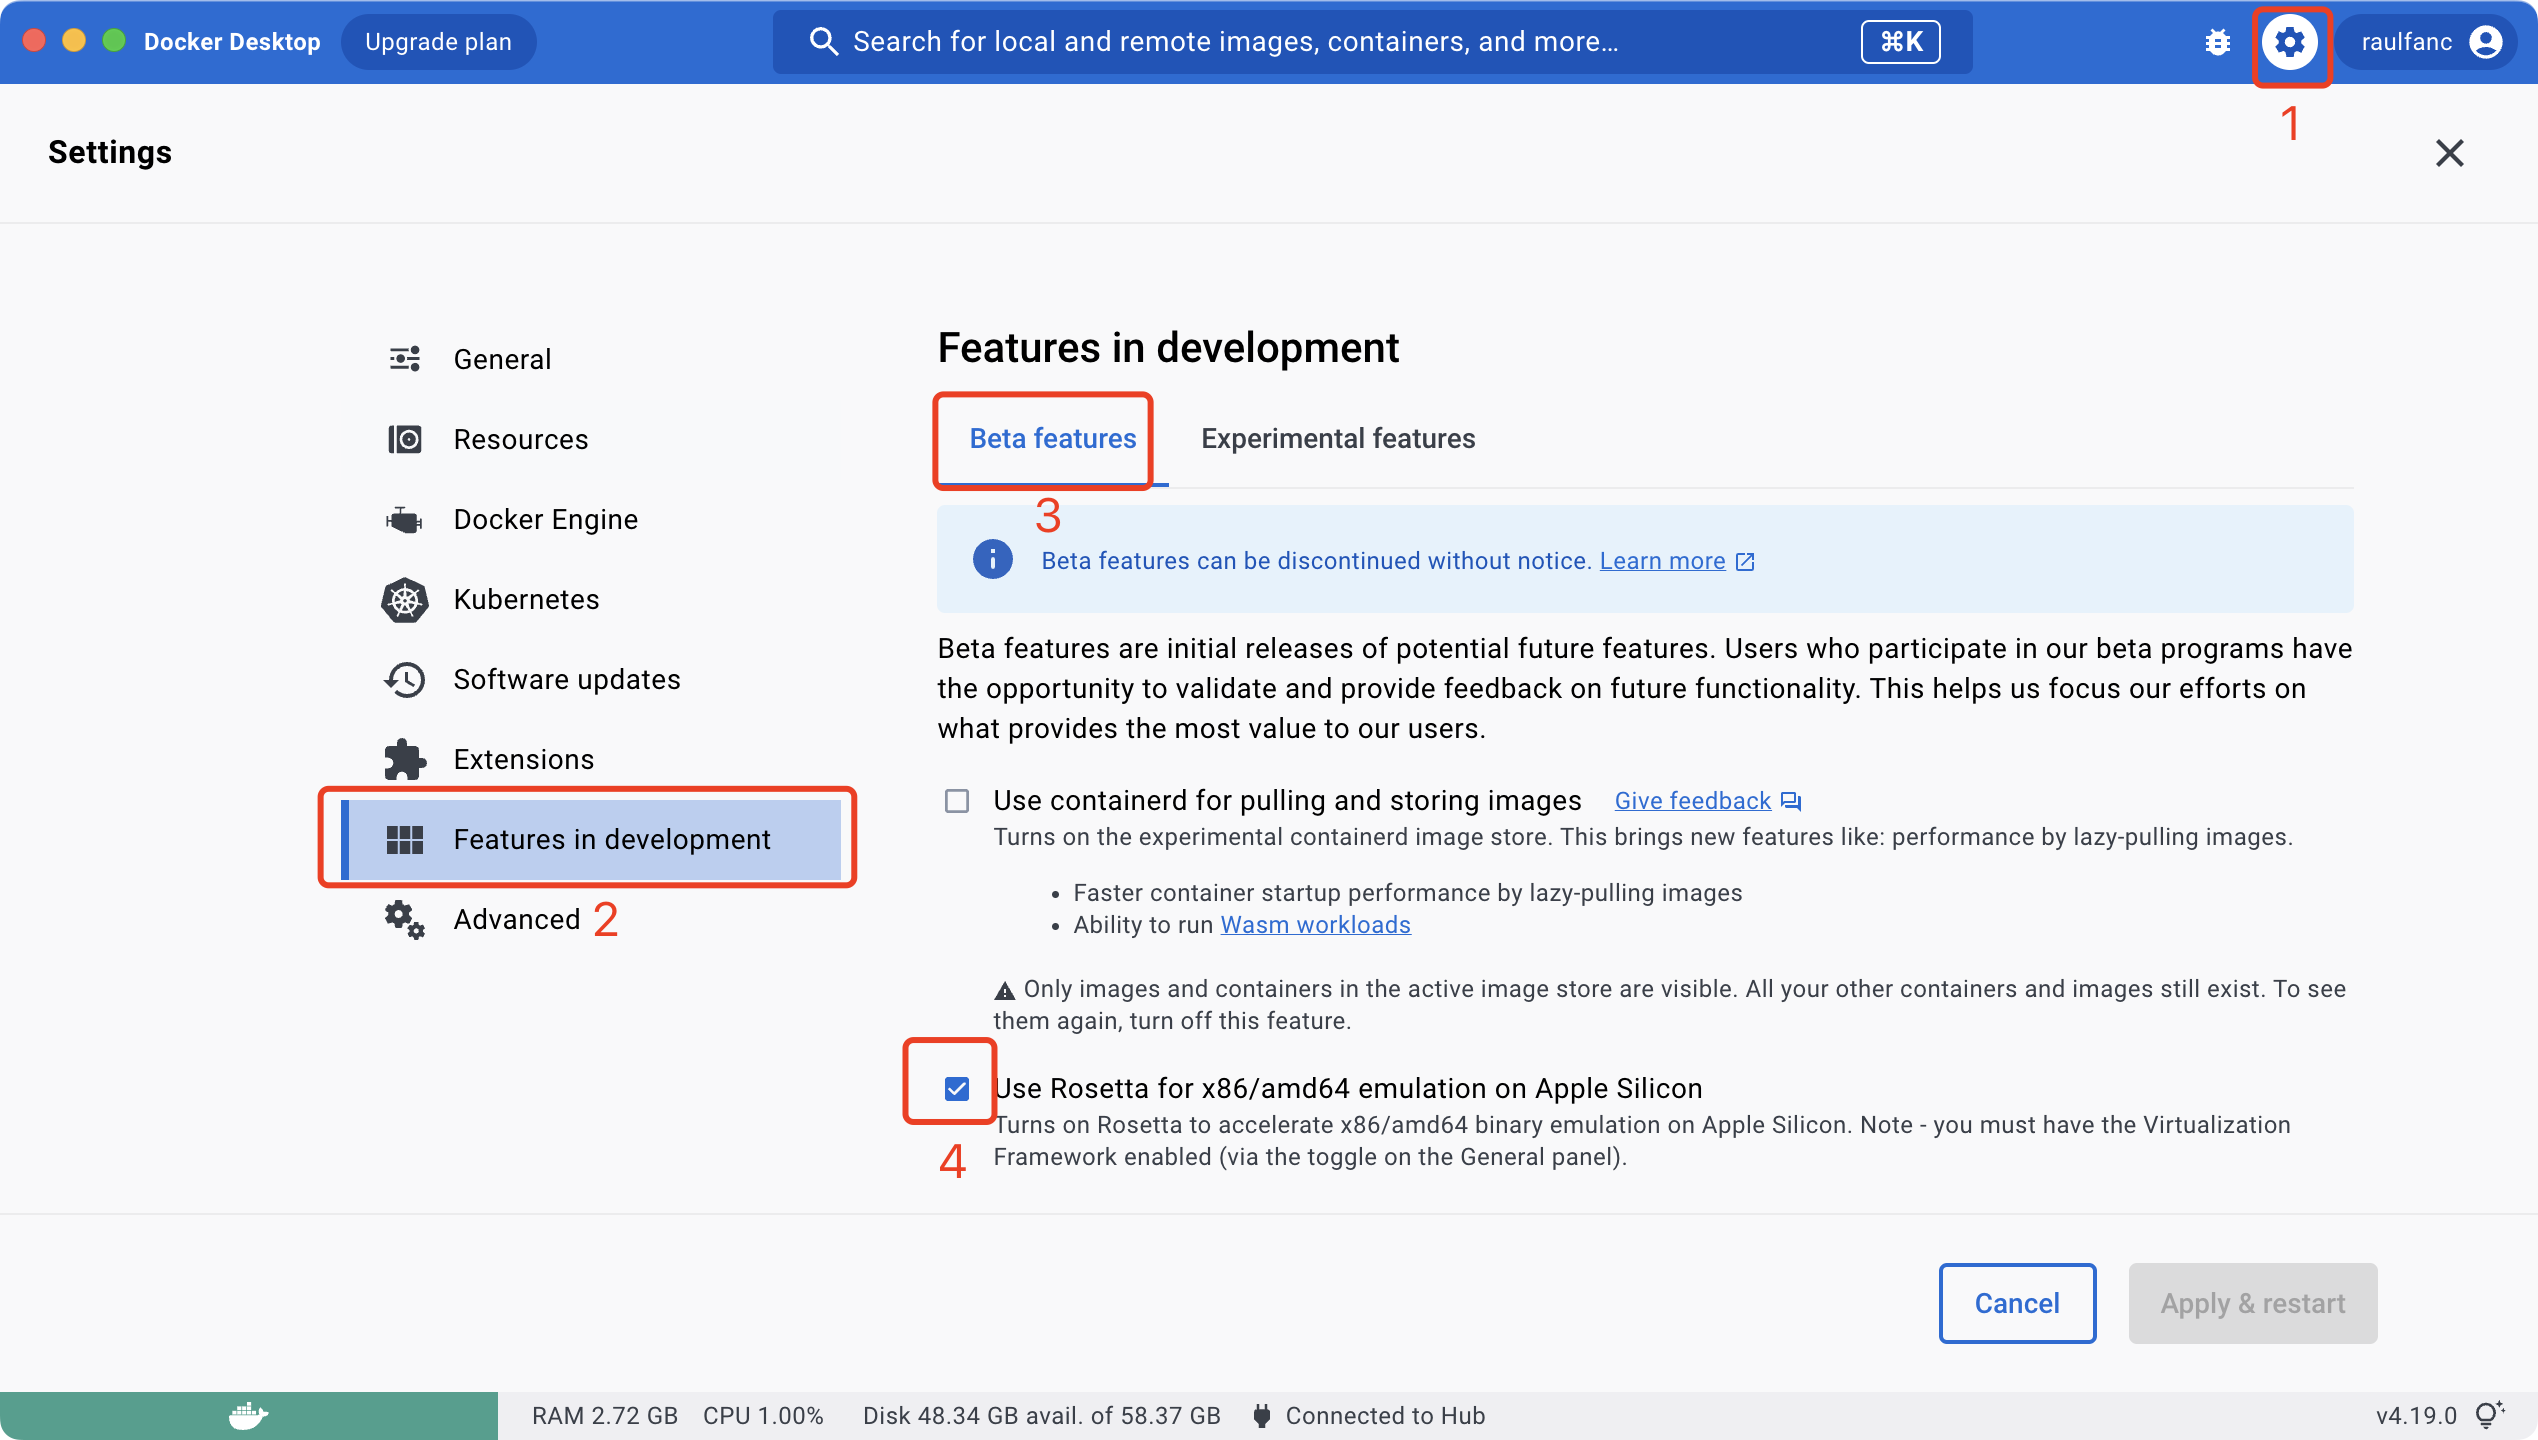 Docker Desktop
Upgrade plan
Search for local and remote images, containers, and more...
⌘K
raulfanc
1
Settings
General
Resources
Docker Engine
Kubernetes
Software updates
Extensions
Features in development
Advanced
2
Features in development
Beta features
Experimental features
3
Beta features can be discontinued without notice. Learn more
Beta features are initial releases of potential future features. Users who participate in our beta programs have
the opportunity to validate and provide feedback on future functionality. This helps us focus our efforts on
what provides the most value to our users.
Use containerd for pulling and storing images
Give feedback
Turns on the experimental containerd image store. This brings new features like: performance by lazy-pulling images.
• Faster container startup performance by lazy-pulling images
• Ability to run Wasm workloads
Only images and containers in the active image store are visible. All your other containers and images still exist. To see
them again, turn off this feature.
Use Rosetta for x86/amd64 emulation on Apple Silicon
Turns on Rosetta to accelerate x86/amd64 binary emulation on Apple Silicon. Note - you must have the Virtualization
Framework enabled (via the toggle on the General panel).
4
Cancel
Apply & restart
RAM 2.72 GB
CPU 1.00%
Disk 48.34 GB avail. of 58.37 GB
Connected to Hub
v4.19.0